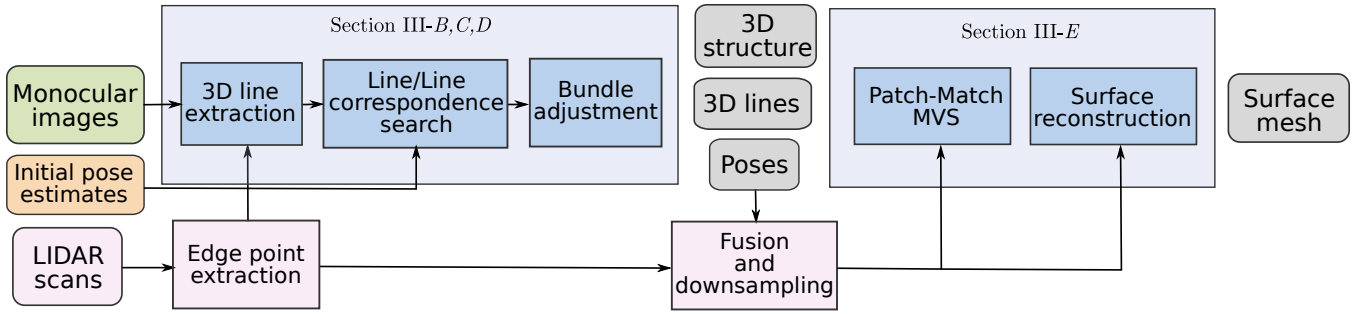 Section III-B,C,D
Monocular
images
3D line
extraction
Line/Line
correspondence
search
Bundle
adjustment
Initial pose
estimates
LIDAR
scans
Edge point
extraction
3D
structure
3D lines
Poses
Fusion
and
downsampling
Section III-E
Patch-Match
MVS
Surface
reconstruction
Surface
mesh